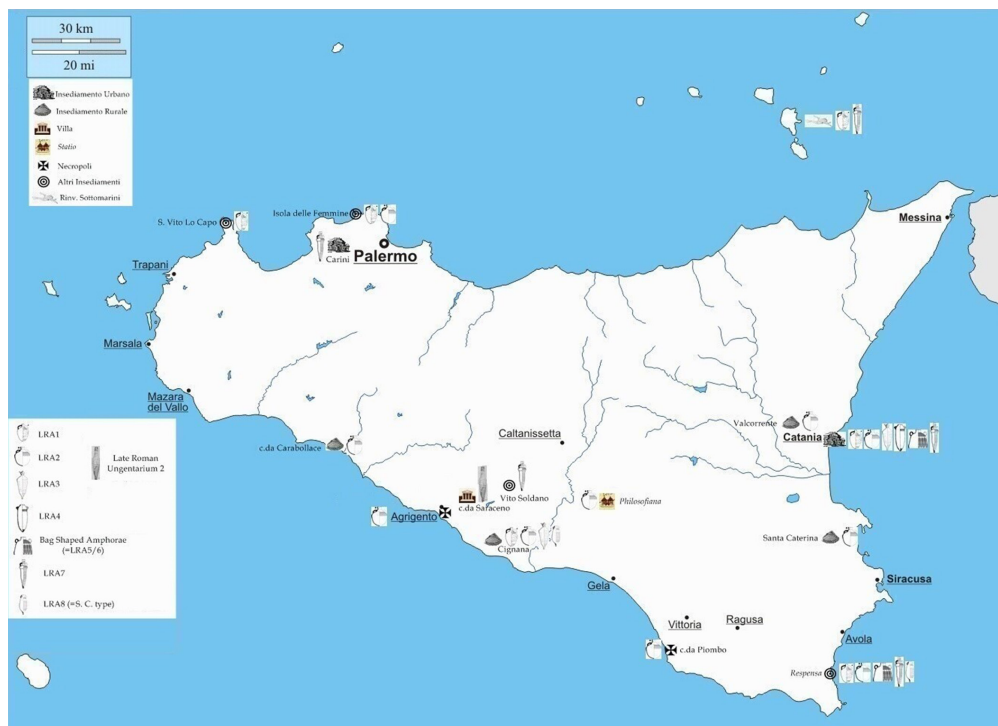 30 km
20 mi
Insediamento Urbano
Insediamento Rurale
Villa
Statio
Necropoli
Altri Insediamenti
Rinv. Sottomarini
Messina
S. Vito Lo Capo
Isola delle Femmine
Carini
Palermo
Trapani
Marsala
Mazara
del Vallo
LRA1
LRA2
Late Roman
Ungentarium 2
LRA3
LRA4
Bag Shaped Amphorae
(=LRA5/6)
LRA7
LRA8 (=S. C. type)
c.da Carabollace
Caltanissetta
Valcorrente
Catania
Vito Soldano
c.da Saraceno
Philosofiana
Agrigento
Cignana
Santa Caterina
Gela
Siracusa
Vittoria
Ragusa
Avola
c.da Piombo
Respensa